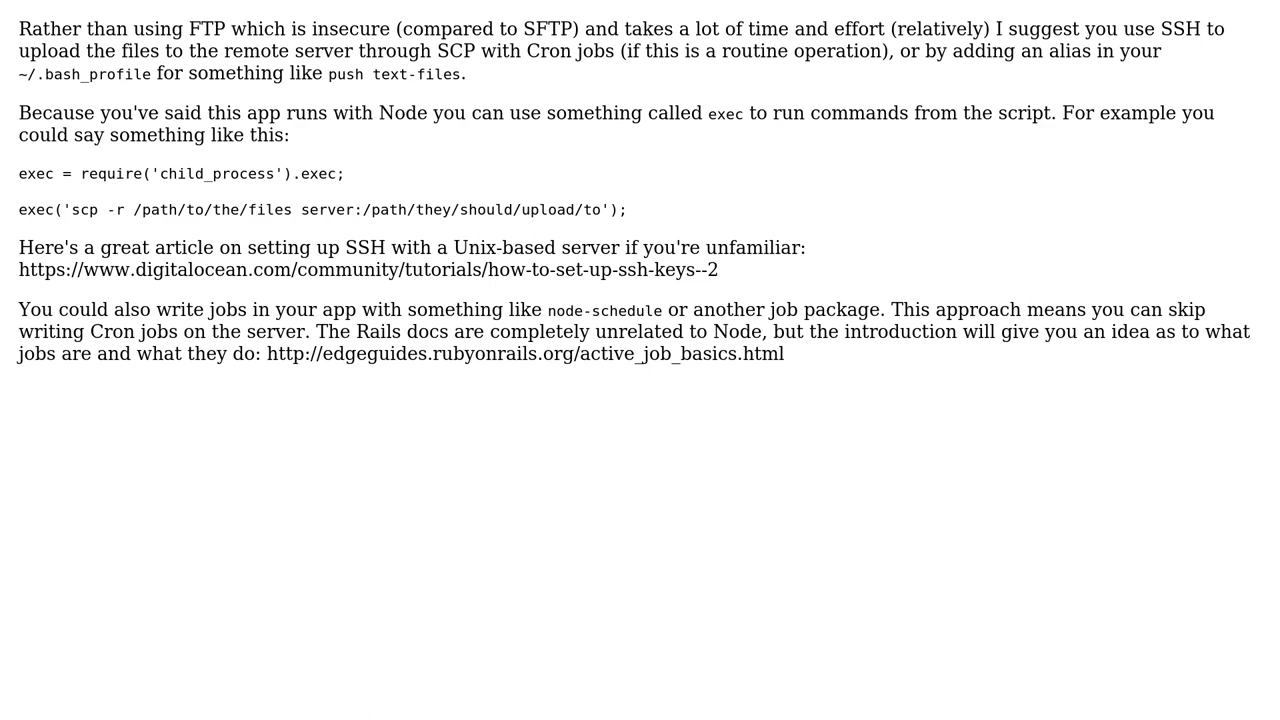 Rather than using FTP which is insecure (compared to SFTP) and takes a lot of time and effort (relatively) I suggest you use SSH to
upload the files to the remote server through SCP with Cron jobs (if this is a routine operation), or by adding an alias in your
~/.bash_profile for something like push text-files.
Because you've said this app runs with Node you can use something called exec to run commands from the script. For example you
could say something like this:
exec = require('child_process').exec;
exec('scp -r /path/to/the/files server:/path/they/should/upload/to');
Here's a great article on setting up SSH with a Unix-based server if you're unfamiliar:
https://www.digitalocean.com/community/tutorials/how-to-set-up-ssh-keys--2
You could also write jobs in your app with something like node-schedule or another job package. This approach means you can skip
writing Cron jobs on the server. The Rails docs are completely unrelated to Node, but the introduction will give you an idea as to what
jobs are and what they do: http://edgeguides.rubyonrails.org/active_job_basics.html